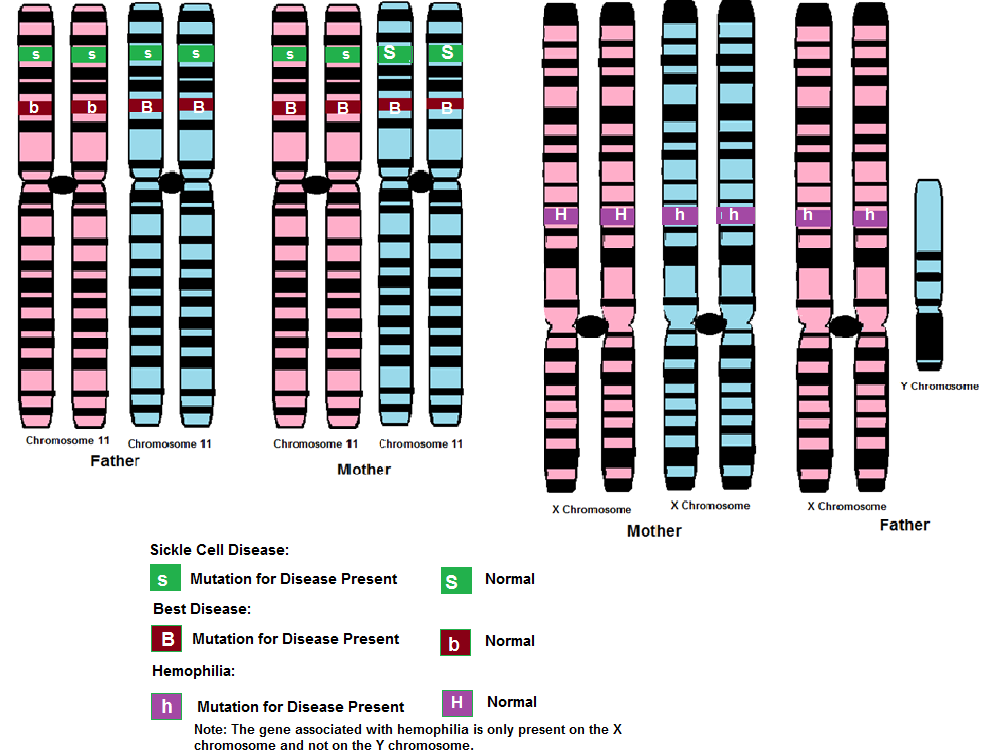 s s s s s s S S
b b B B B B B B
H H h h h h
Y Chromosome
Chromosome 11 Chromosome 11 Chromosome 11 Chromosome 11
Father
Mother
X Chromosome X Chromosome X Chromosome
Mother Father
Sickle Cell Disease:
s Mutation for Disease Present S Normal
Best Disease:
B Mutation for Disease Present b Normal
Hemophilia:
h Mutation for Disease Present H Normal
Note: The gene associated with hemophilia is only present on the X
chromosome and not on the Y chromosome.